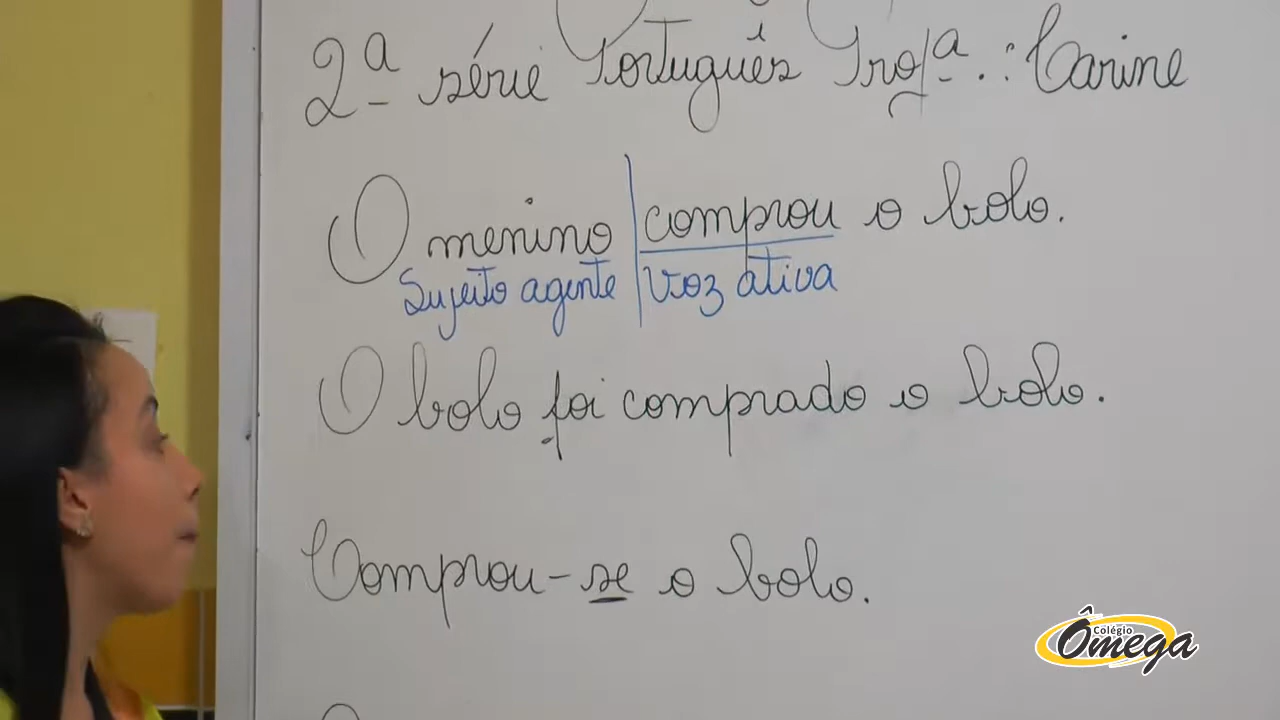 2ª série Português Profª.: Carine
O menino comprou o bolo.
Sujeito agente voz ativa
O bolo foi comprado o bolo.
Comprou-se o bolo.
Colégio
Ômega